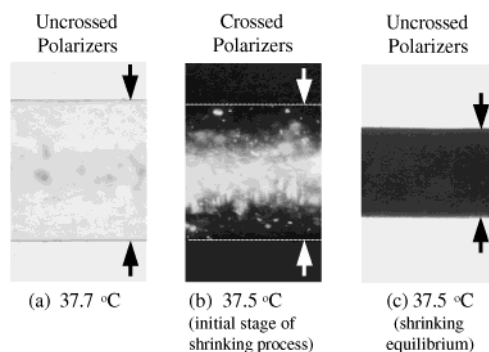 Uncrossed
Polarizers
Crossed
Polarizers
Uncrossed
Polarizers
(a) 37.7 °C
(b) 37.5 °C
(initial stage of
shrinking process)
(c) 37.5 °C
(shrinking
equilibrium)